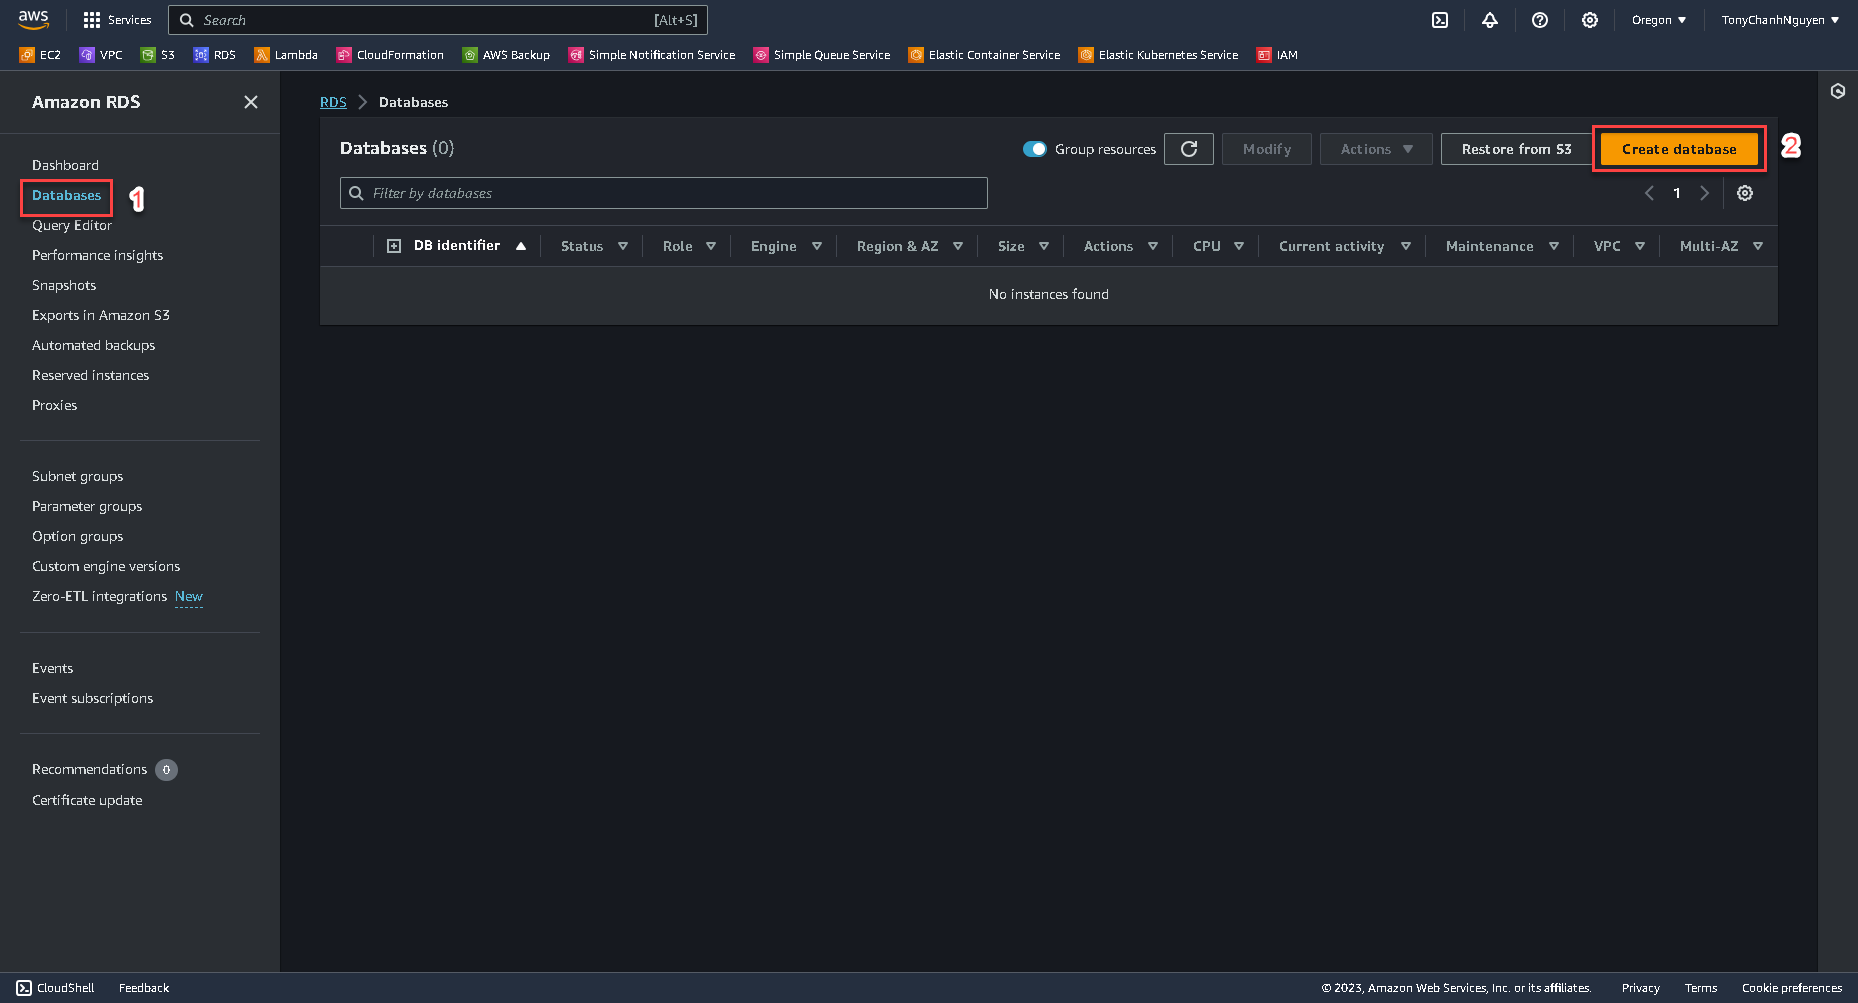 aws Services Search [Alt+S] Oregon TonyChanhNguyen
EC2 VPC S3 RDS Lambda CloudFormation AWS Backup Simple Notification Service Simple Queue Service Elastic Container Service Elastic Kubernetes Service IAM
Amazon RDS
Dashboard
Databases 1
Query Editor
Performance insights
Snapshots
Exports in Amazon S3
Automated backups
Reserved instances
Proxies
Subnet groups
Parameter groups
Option groups
Custom engine versions
Zero-ETL integrations New
Events
Event subscriptions
Recommendations 0
Certificate update
RDS Databases
Databases (0) Group resources Modify Actions Restore from S3 Create database 2
Filter by databases 1
DB identifier Status Role Engine Region & AZ Size Actions CPU Current activity Maintenance VPC Multi-AZ
No instances found
CloudShell Feedback © 2023, Amazon Web Services, Inc. or its affiliates. Privacy Terms Cookie preferences